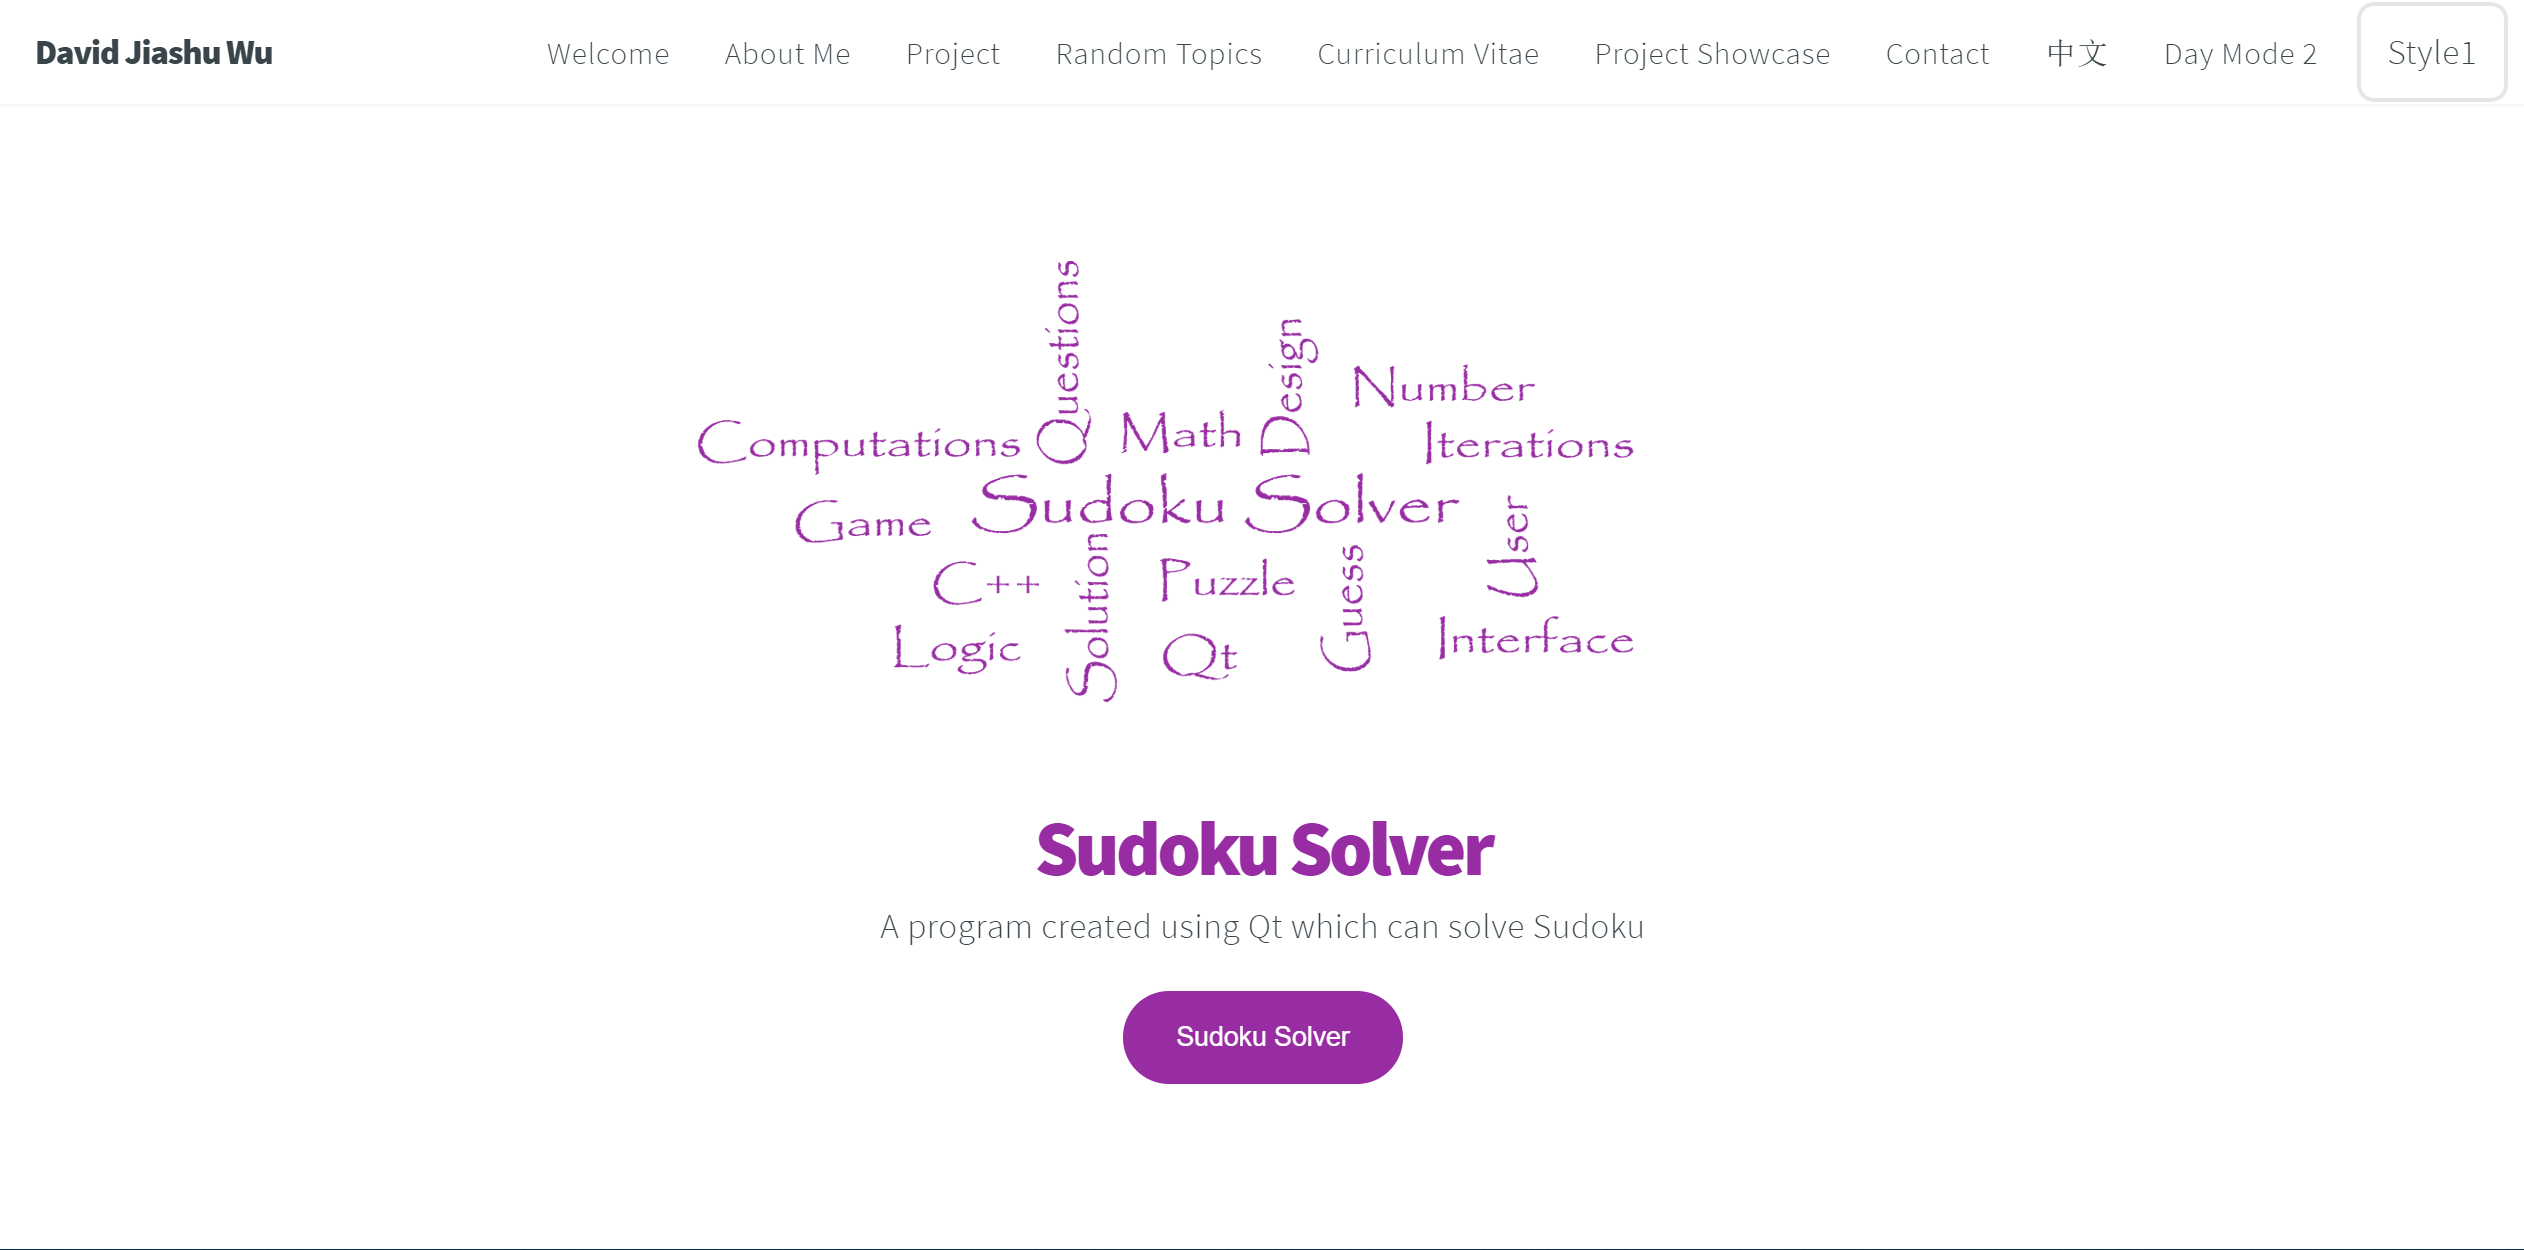 David Jiashu Wu
Welcome
About Me
Project
Random Topics
Curriculum Vitae
Project Showcase
Contact
中文
Day Mode 2
Style1
Questions
Design
Number
Computations
Math
Iterations
Sudoku Solver
Game
User
C++
Solution
Puzzle
Guess
Logic
Qt
Interface
Sudoku Solver
A program created using Qt which can solve Sudoku
Sudoku Solver